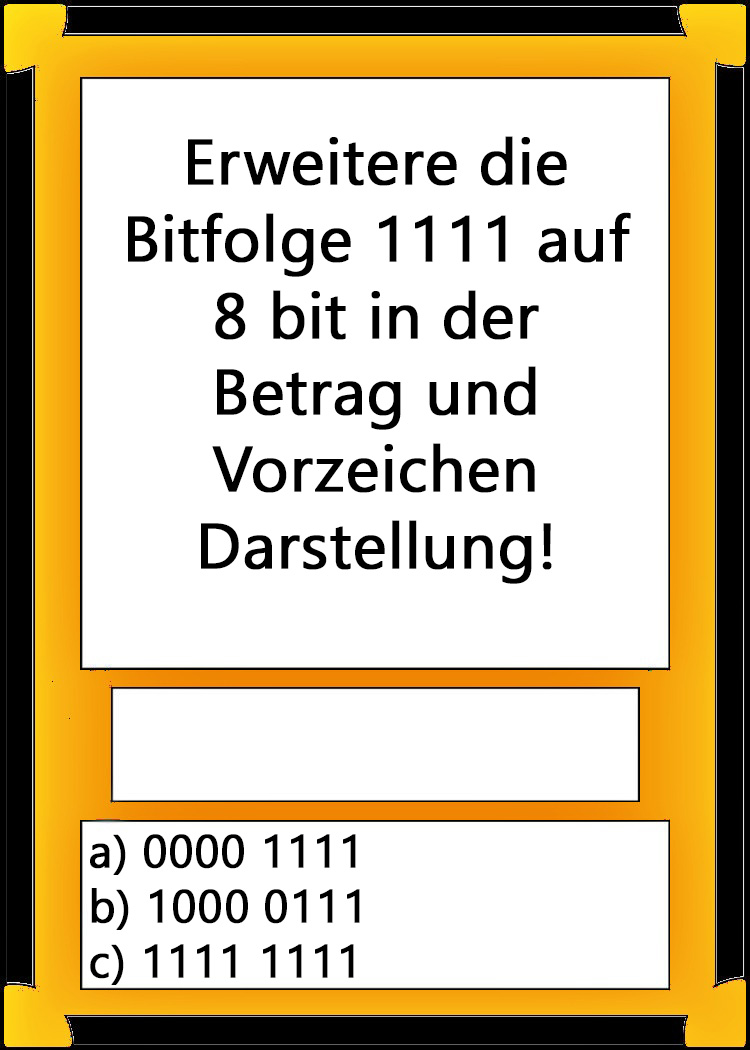 Erweitere die
Bitfolge 1111 auf
8 bit in der
Betrag und
Vorzeichen
Darstellung!
a) 0000 1111
b) 1000 0111
c) 1111 1111